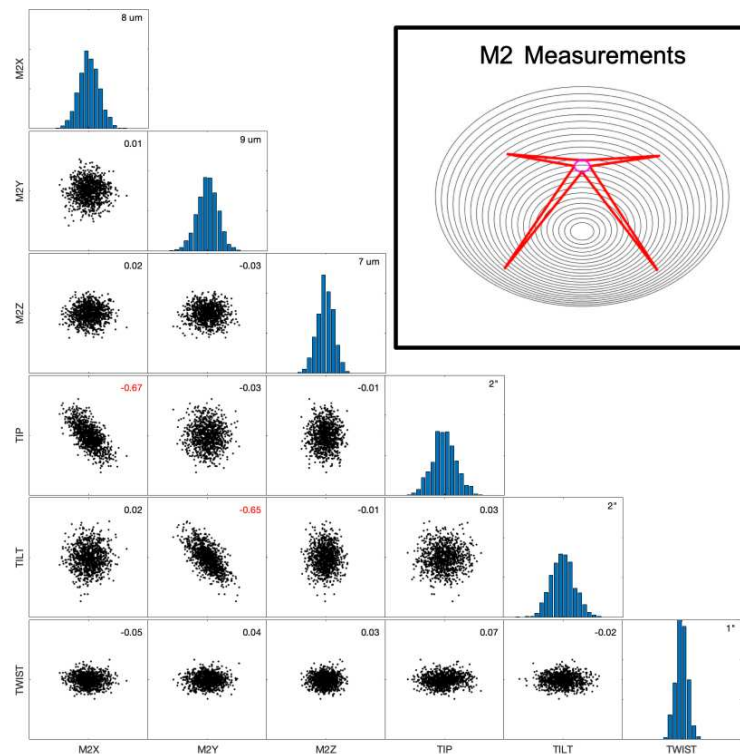 8 um
M2X
M2 Measurements
0.01
9 um
M2Y
0.02
-0.03
7 um
M2Z
-0.67
-0.03
-0.01
2"
TIP
0.02
-0.65
-0.01
0.03
2"
TILT
-0.05
0.04
0.03
0.07
-0.02
1"
TWIST
M2X
M2Y
M2Z
TIP
TILT
TWIST